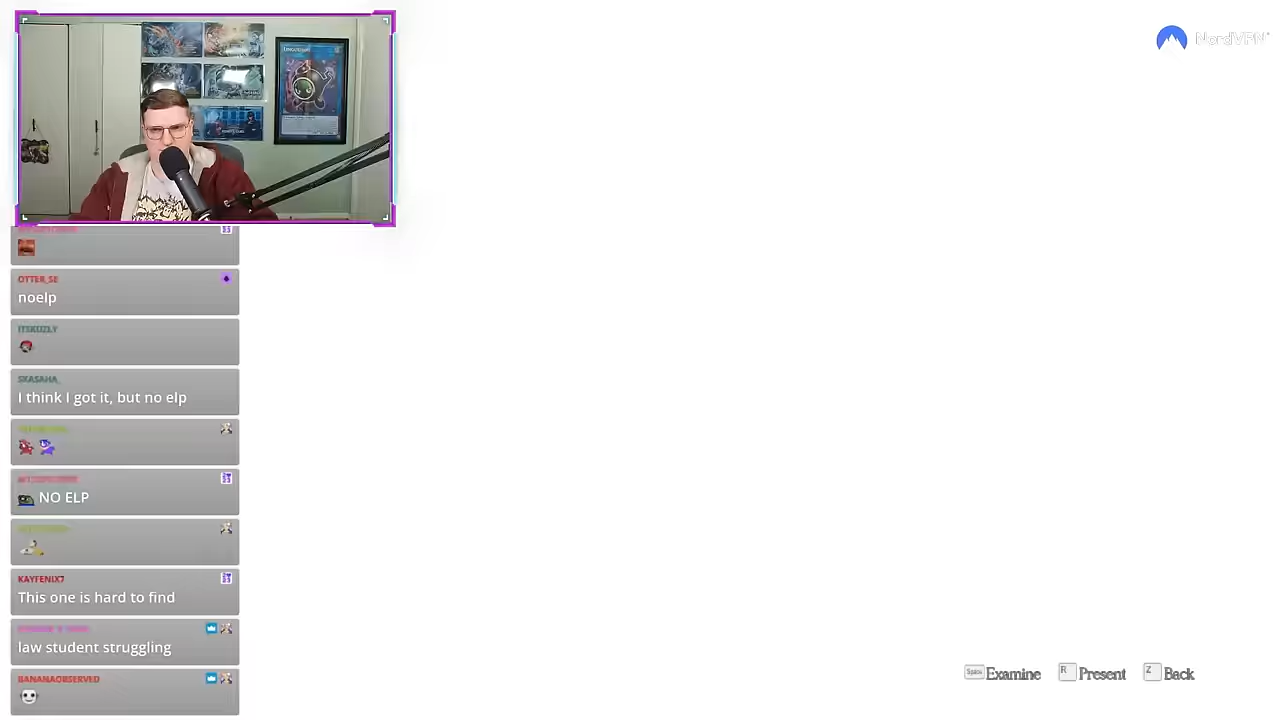 NordVPN
OTTER_SE
noelp
ITSKUZLY
SKASAHA_
I think I got it, but no elp
NO ELP
KAYFENIX7
This one is hard to find
law student struggling
BANANAOBSERVED
Space Examine R Present Z Back